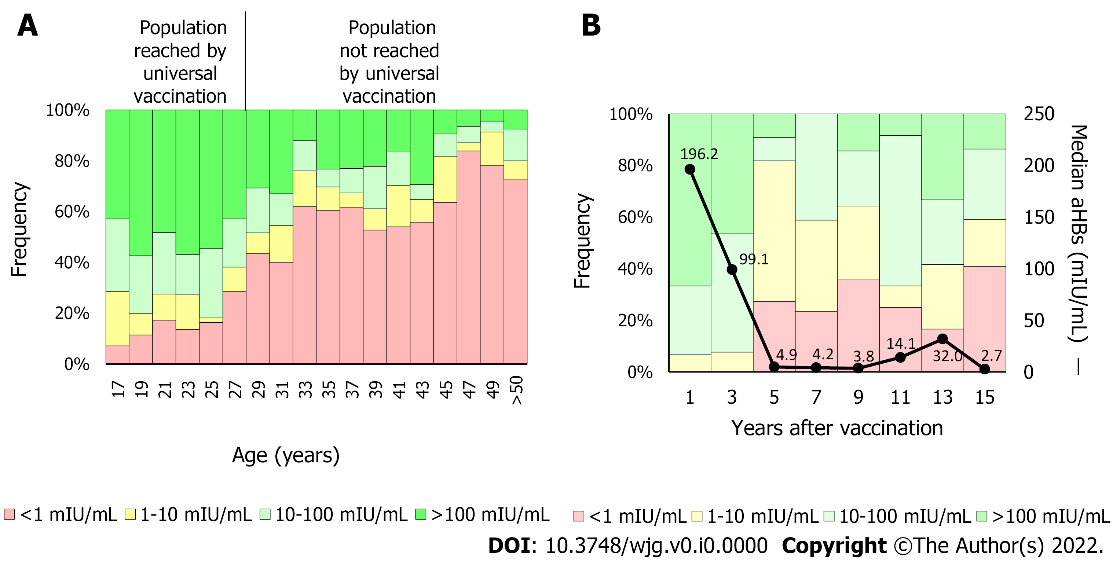 A
Population
reached by
universal
vaccination
Population
not reached
by universal
vaccination
100%
80%
60%
40%
20%
0%
Frequency
17 19 21 23 25 27 29 31 33 35 37 39 41 43 45 47 49 >50
Age (years)
<1 mIU/mL 1-10 mIU/mL 10-100 mIU/mL >100 mIU/mL
B
100%
80%
60%
40%
20%
0%
Frequency
196.2
99.1
4.9 4.2 3.8 14.1 32.0 2.7
250
200
150
100
50
0
Median aHBs (mIU/mL) —
1 3 5 7 9 11 13 15
Years after vaccination
<1 mIU/mL 1-10 mIU/mL 10-100 mIU/mL >100 mIU/mL
DOI: 10.3748/wjg.v0.i0.0000 Copyright ©The Author(s) 2022.